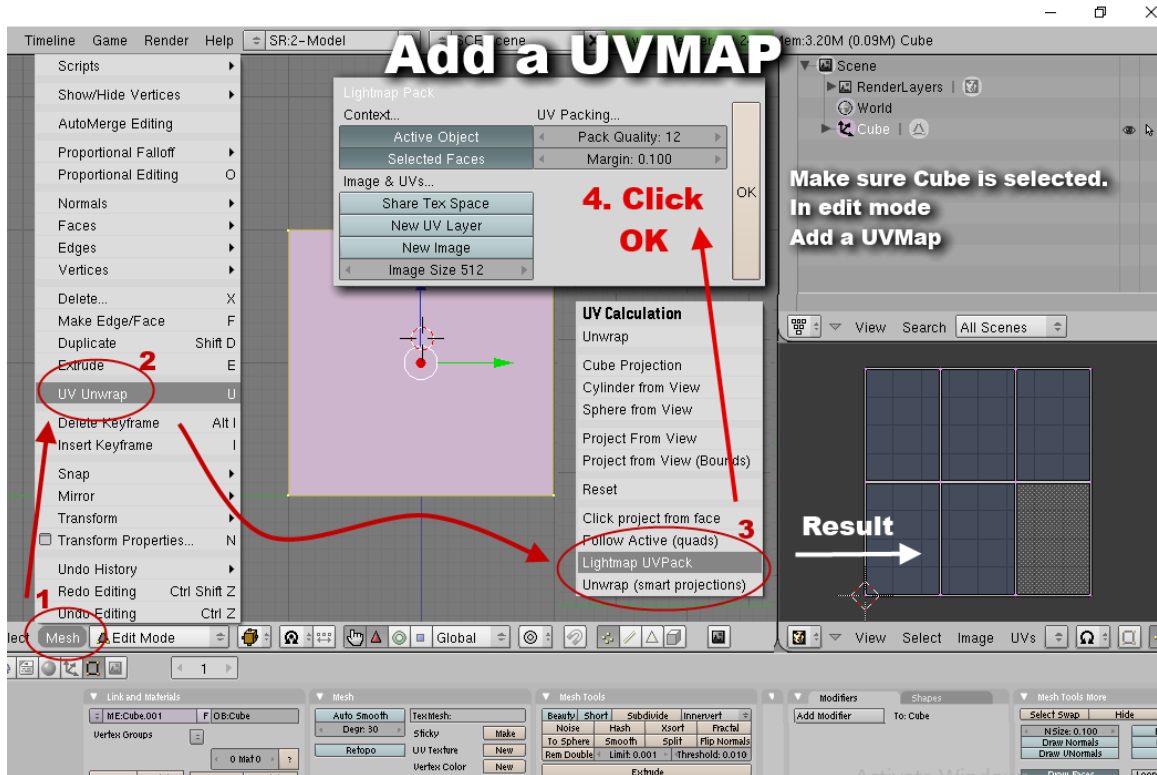 Add a UVMAP
Timeline Game Render Help SR:2-Model
em:3.20M (0.09M) Cube
Scripts
Show/Hide Vertices
AutoMerge Editing
Proportional Falloff
Proportional Editing O
Normals
Faces
Edges
Vertices
Delete... X
Make Edge/Face F
Duplicate Shift D
Extrude E
2
UV Unwrap U
Delete Keyframe Alt I
Insert Keyframe I
Snap
Mirror
Transform
Transform Properties... N
Undo History
Redo Editing Ctrl Shift Z
Undo Editing Ctrl Z
1
Lightmap Pack
Context... UV Packing...
Active Object Pack Quality: 12
Selected Faces Margin: 0.100
Image & UVs...
Share Tex Space
New UV Layer
New Image
Image Size 512
OK
4. Click
OK
UV Calculation
Unwrap
Cube Projection
Cylinder from View
Sphere from View
Project From View
Project from View (Bounds)
Reset
Click project from face
3
Follow Active (quads)
Lightmap UVPack
Unwrap (smart projections)
Scene
RenderLayers
World
Cube
Make sure Cube is selected.
In edit mode
Add a UVMap
View Search All Scenes
Result
lect Mesh Edit Mode Global
View Select Image UVs
1
Link and Materials
ME:Cube.001 F OB:Cube
Vertex Groups
0 Mat 0 ?
Mesh
Auto Smooth TexMesh:
Degr: 30 Sticky Make
Retopo UV Texture New
Vertex Color New
Mesh Tools
Beauty Short Subdivide Innervert
Noise Hash Xsort Fractal
To Sphere Smooth Split Flip Normals
Rem Double Limit: 0.001 Threshold: 0.010
Extrude
Modifiers Shapes
Add Modifier To: Cube
Mesh Tools More
Select Swap Hide
NSize: 0.100
Draw Normals
Draw VNormals
Draw Faces